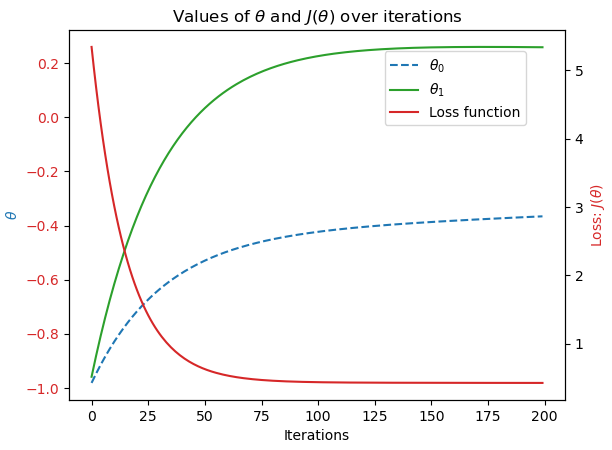 Values of θ and J(θ) over iterations
θ₀
θ₁
Loss function
0.2
0.0
−0.2
−0.4
−0.6
−0.8
−1.0
θ
5
4
3
2
1
Loss: J(θ)
0 25 50 75 100 125 150 175 200
Iterations